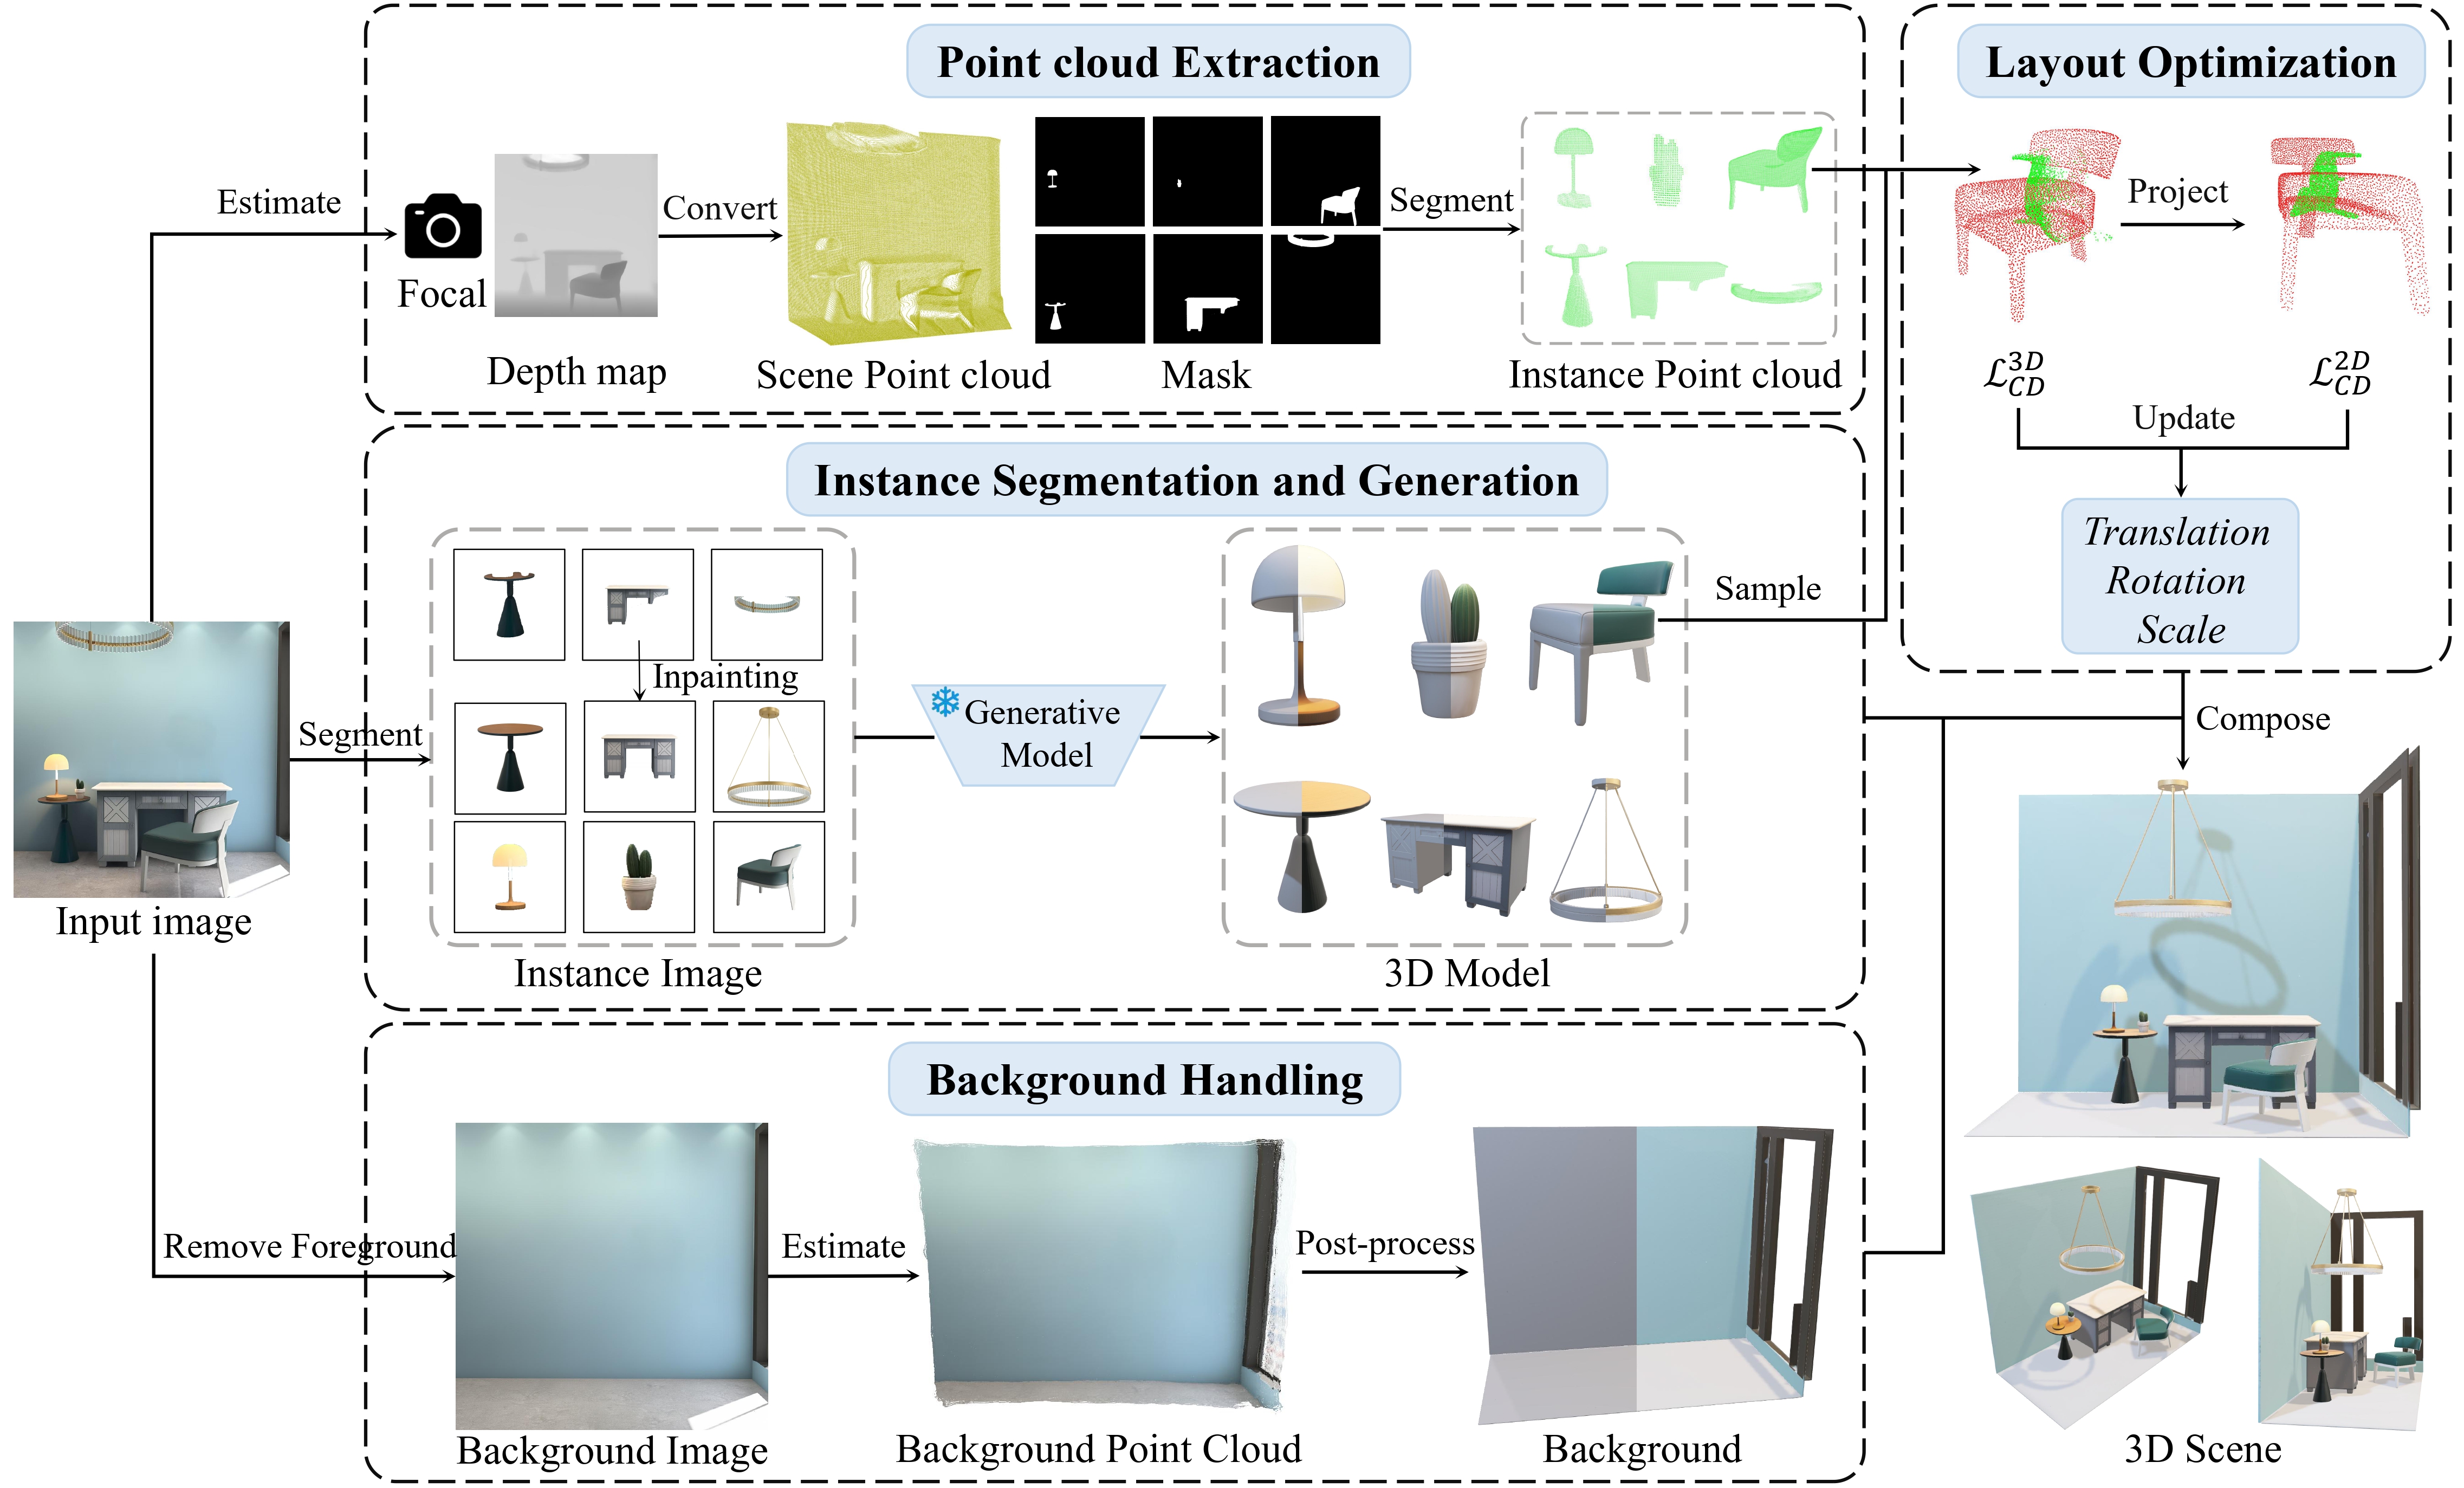 Point cloud Extraction
Estimate
Focal
Depth map
Convert
Scene Point cloud
Mask
Segment
Instance Point cloud
Layout Optimization
Project
ℒ_{CD}^{3D}
ℒ_{CD}^{2D}
Update
Translation
Rotation
Scale
Compose
Instance Segmentation and Generation
Input image
Segment
Inpainting
Instance Image
Generative
Model
3D Model
Sample
Background Handling
Remove Foreground
Background Image
Estimate
Background Point Cloud
Post-process
Background
3D Scene